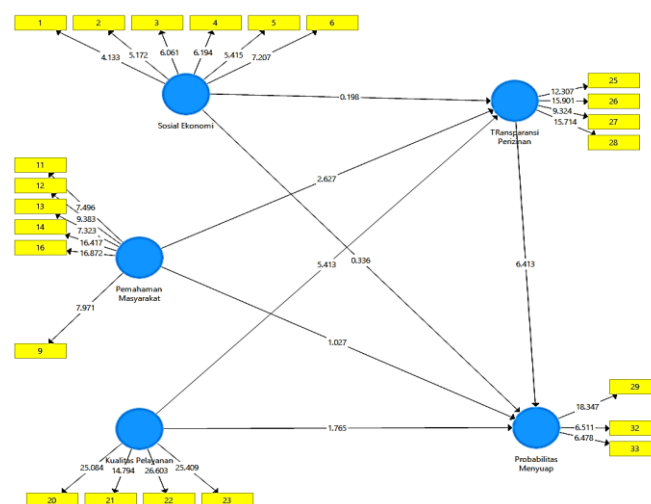 1 2 3 4 5 6
4.133 5.172 6.061 6.194 5.415 7.207
Sosial Ekonomi
0.198
25
26
27
28
12.307
15.901
9.324
15.714
TRansparansi
Perizinan
11
12
13
14
16
7.496
9.383
7.323
16.417
16.872
Pemahaman
Masyarakat
7.971
9
2.627
5.413
0.336
6.413
1.027
1.765
Kualitas Pelayanan
25.084 14.794 26.603 25.409
20 21 22 23
29
32
33
18.347
6.511
6.478
Probabilitas
Menyuap